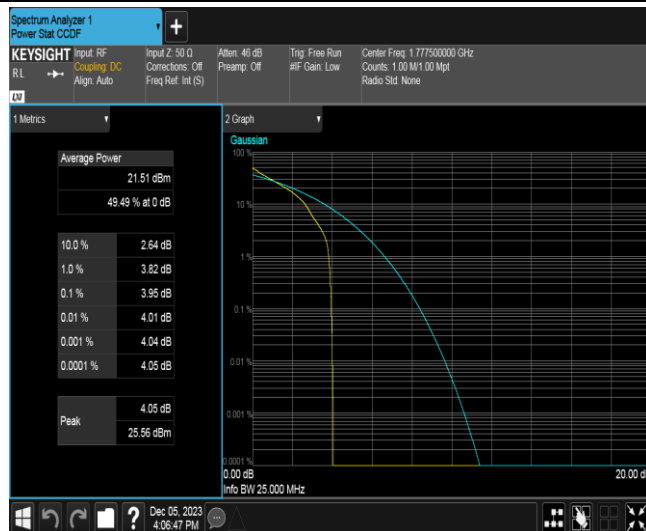 Spectrum Analyzer 1
Power Stat CCDF
+
KEYSIGHT
RL
Input: RF
Coupling: DC
Align: Auto
Input Z: 50 Ω
Corrections: Off
Freq Ref: Int (S)
Atten: 46 dB
Preamp: Off
Trig: Free Run
#IF Gain: Low
Center Freq: 1.777500000 GHz
Counts: 1.00 M/1.00 Mpt
Radio Std: None
1 Metrics
Average Power
21.51 dBm
49.49 % at 0 dB
10.0 % 2.64 dB
1.0 % 3.82 dB
0.1 % 3.95 dB
0.01 % 4.01 dB
0.001 % 4.04 dB
0.0001 % 4.05 dB
Peak
4.05 dB
25.56 dBm
2 Graph
Gaussian
100 %
10 %
1 %
0.1 %
0.01 %
0.001 %
0.0001 %
0.00 dB
20.00 d
Info BW 25.000 MHz
?
Dec 05, 2023
4:06:47 PM